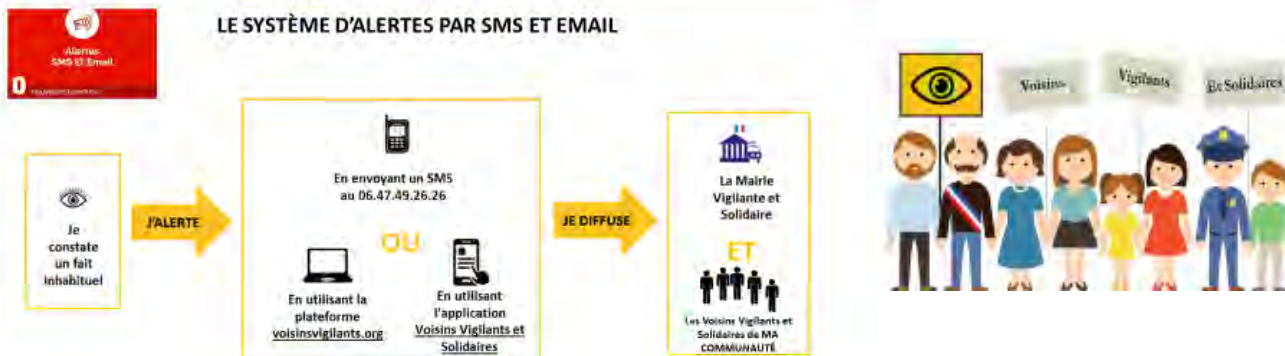 LE SYSTÈME D'ALERTES PAR SMS ET EMAIL
Alertes
SMS Et Email
Je
constate
un fait
inhabituel
J'ALERTE
En envoyant un SMS
au 06.47.49.26.26
OU
En utilisant la
plateforme
voisinsvigilants.org
En utilisant
l'application
Voisins Vigilants et
Solidaires
JE DIFFUSE
La Mairie
Vigilante et
Solidaire
ET
Les Voisins Vigilants et
Solidaires de MA
COMMUNAUTÉ
Voisins
Vigilants
Et Solidaires